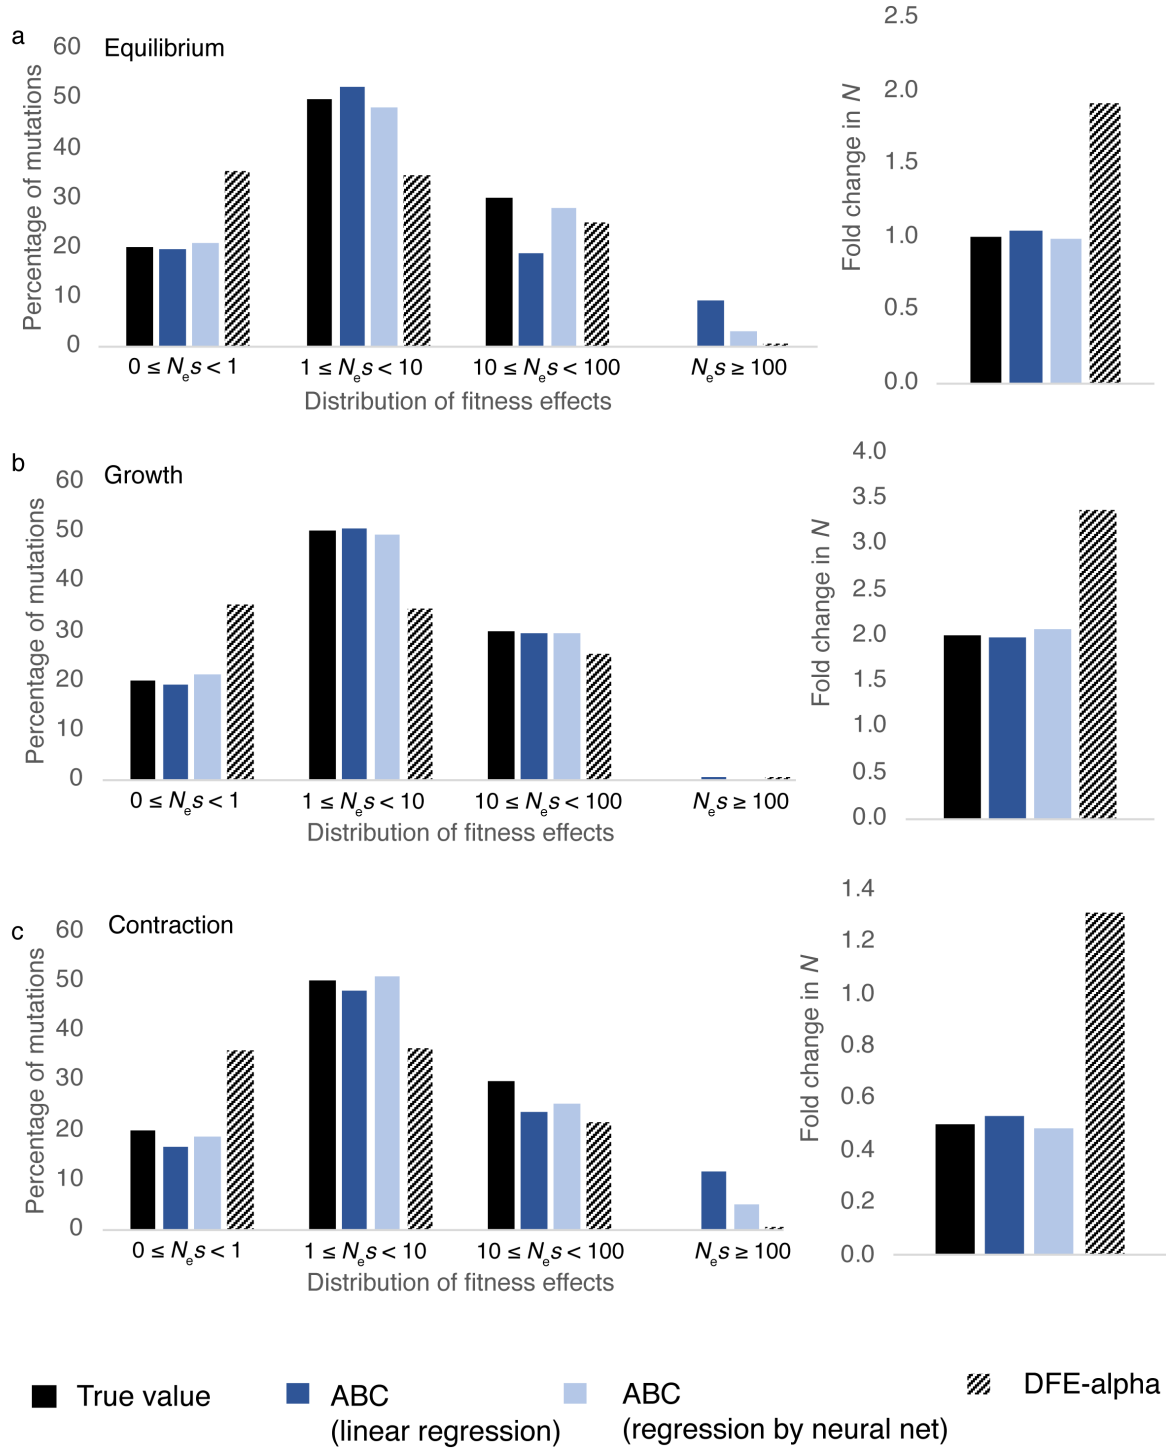 a
Equilibrium
Percentage of mutations
60
50
40
30
20
10
0
0 ≤ Nes < 1
1 ≤ Nes < 10
10 ≤ Nes < 100
Nes ≥ 100
Distribution of fitness effects
Fold change in N
2.5
2.0
1.5
1.0
0.5
0.0
b
Growth
Percentage of mutations
60
50
40
30
20
10
0
0 ≤ Nes < 1
1 ≤ Nes < 10
10 ≤ Nes < 100
Nes ≥ 100
Distribution of fitness effects
Fold change in N
4.0
3.5
3.0
2.5
2.0
1.5
1.0
0.5
0.0
c
Contraction
Percentage of mutations
60
50
40
30
20
10
0
0 ≤ Nes < 1
1 ≤ Nes < 10
10 ≤ Nes < 100
Nes ≥ 100
Distribution of fitness effects
Fold change in N
1.4
1.2
1.0
0.8
0.6
0.4
0.2
0.0
True value
ABC
(linear regression)
ABC
(regression by neural net)
DFE-alpha